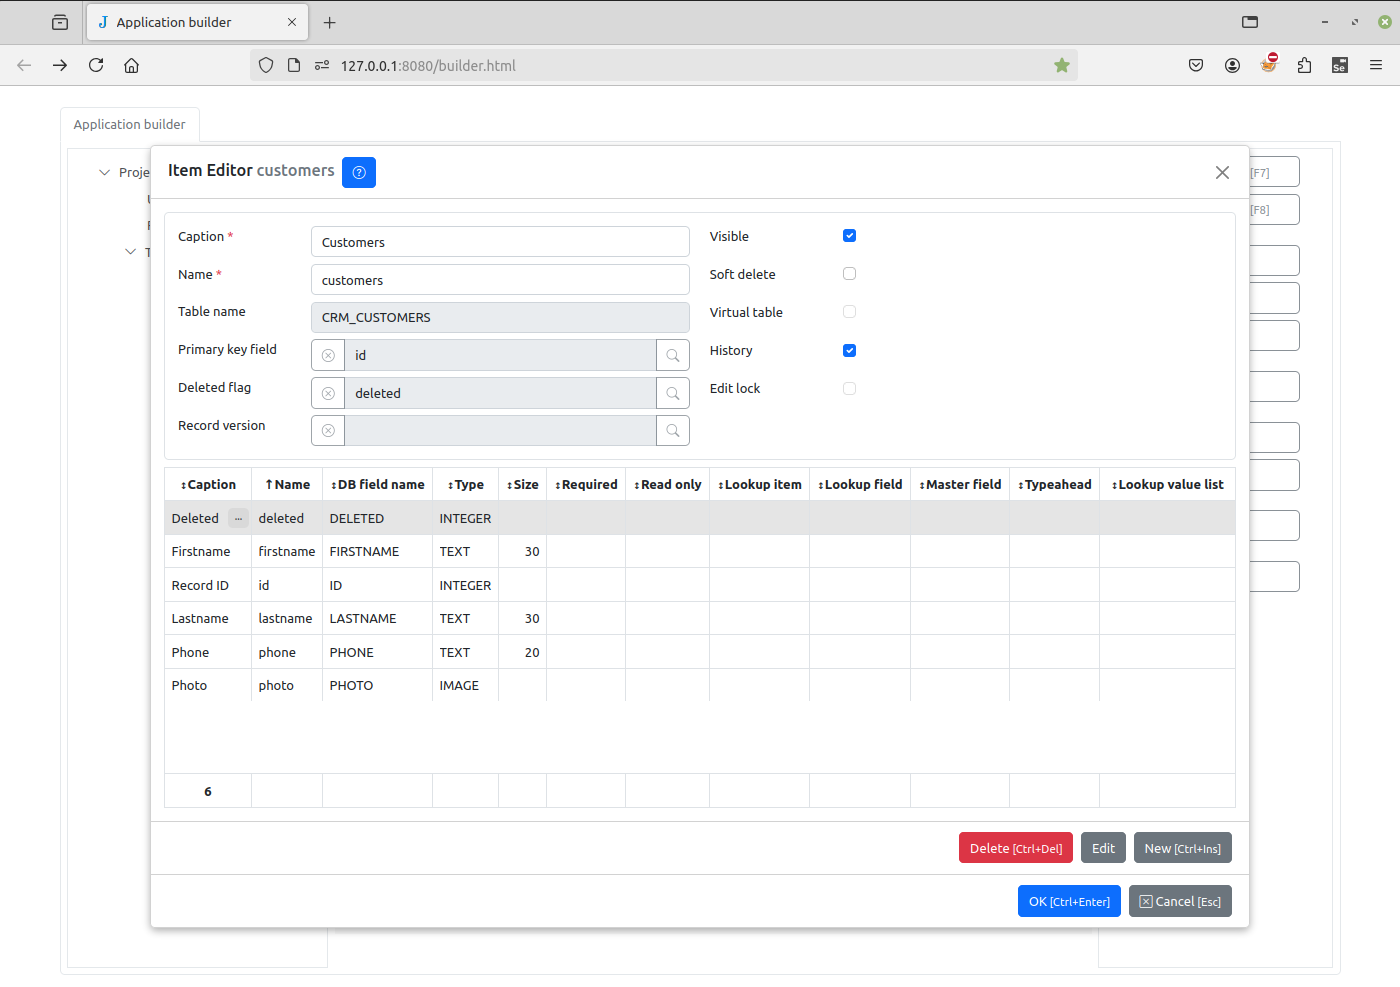 Application builder
127.0.0.1:8080/builder.html
Application builder
Item Editor customers
Proje
[F7]
[F8]
Caption *
Customers
Visible
Name *
customers
Soft delete
Table name
CRM_CUSTOMERS
Virtual table
Primary key field
id
History
Deleted flag
deleted
Edit lock
Record version
↕Caption ↑Name ↕DB field name ↕Type ↕Size ↕Required ↕Read only ↕Lookup item ↕Lookup field ↕Master field ↕Typeahead ↕Lookup value list
Deleted ... deleted DELETED INTEGER
Firstname firstname FIRSTNAME TEXT 30
Record ID id ID INTEGER
Lastname lastname LASTNAME TEXT 30
Phone phone PHONE TEXT 20
Photo photo PHOTO IMAGE
6
Delete [Ctrl+Del] Edit New [Ctrl+Ins]
OK [Ctrl+Enter] Cancel [Esc]